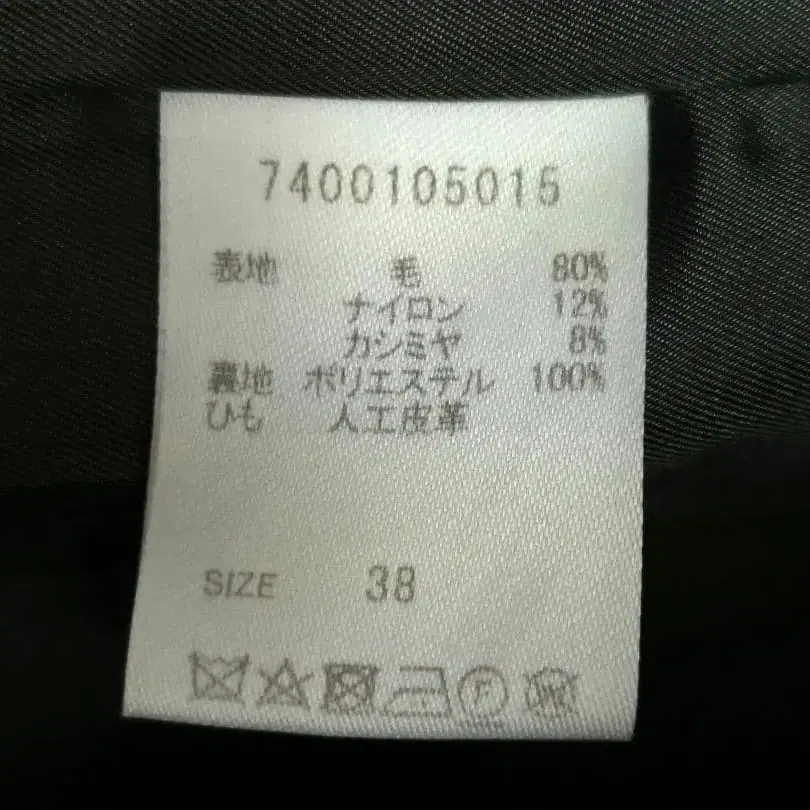 7400105015
表地 毛 80%
ナイロン 12%
カシミヤ 8%
裏地 ポリエステル 100%
ひも 人工皮革
SIZE 38
F
W